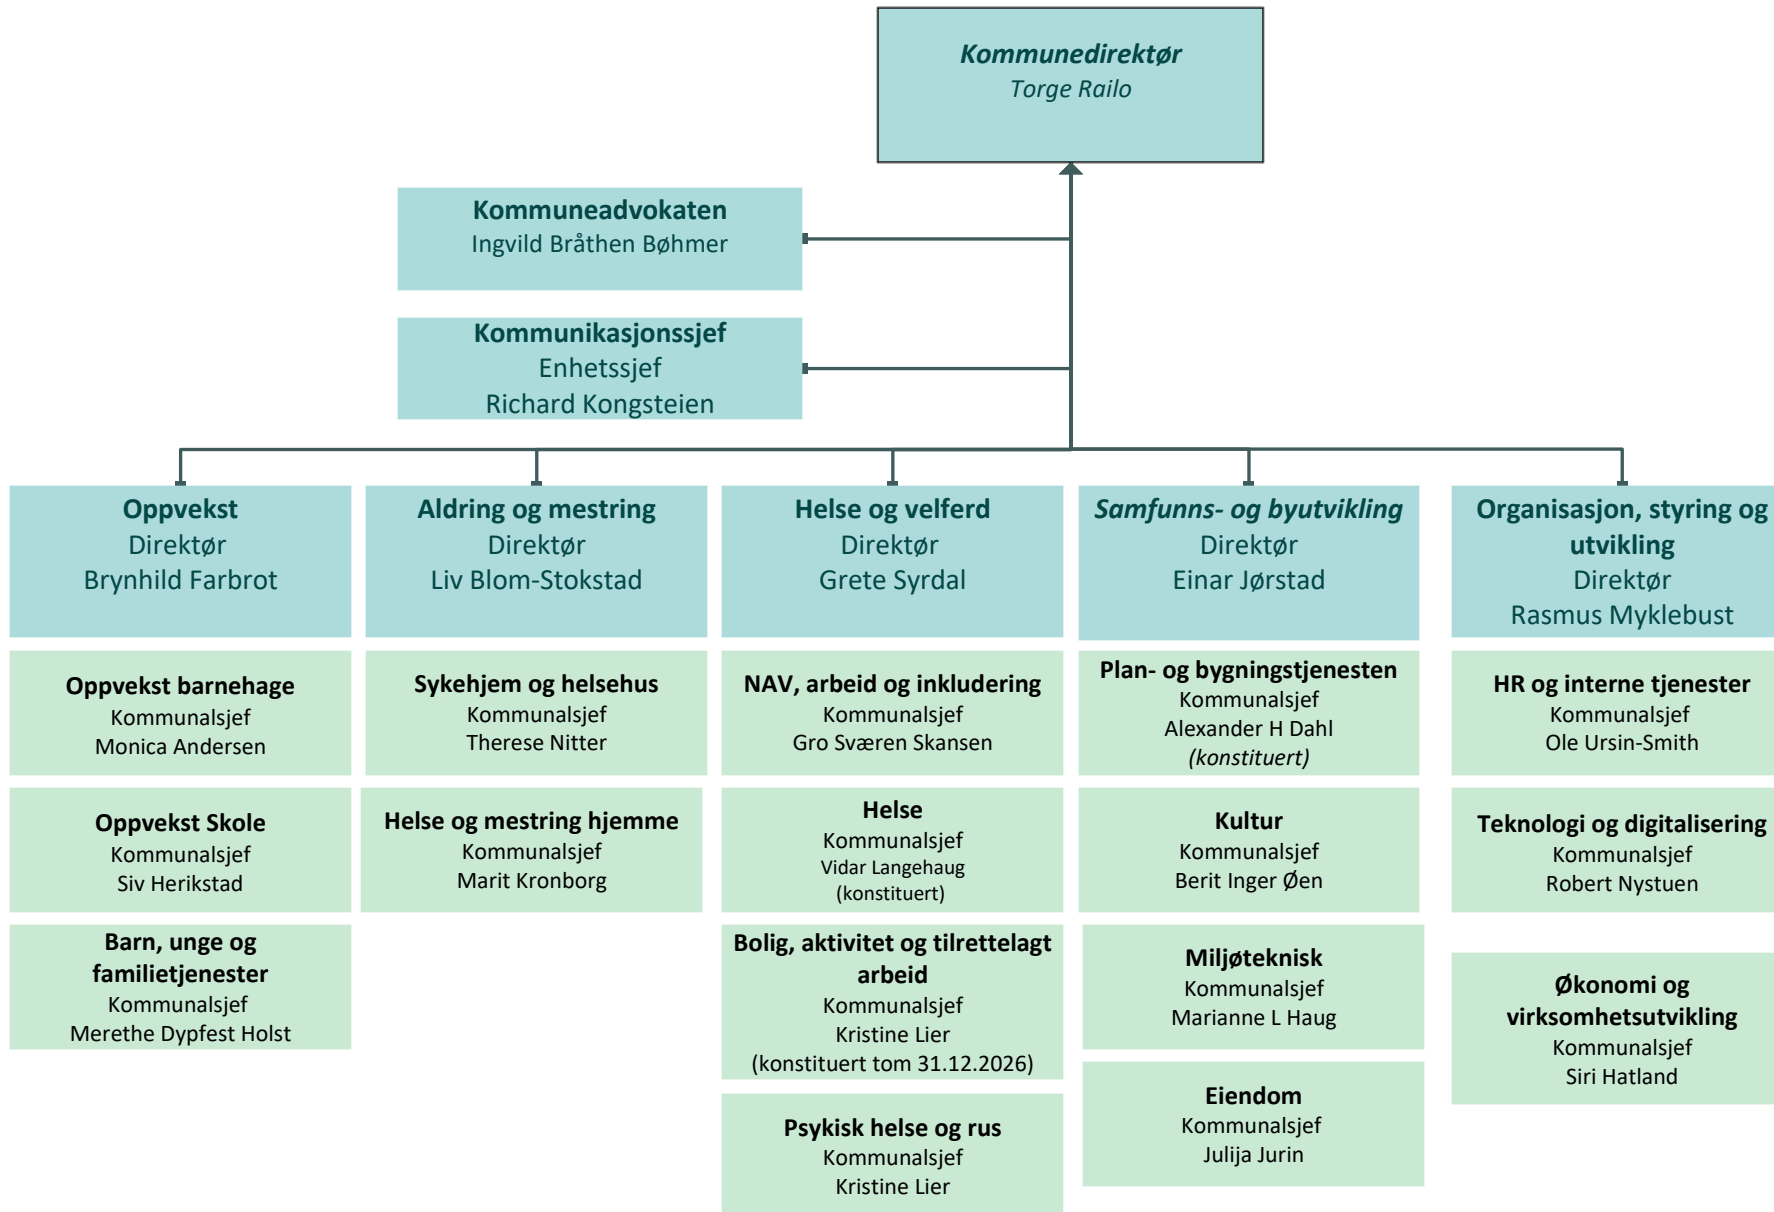 Kommunedirektør
Torge Railo
Kommuneadvokaten
Ingvild Bråthen Bøhmer
Kommunikasjonssjef
Enhetssjef
Richard Kongsteien
Oppvekst
Direktør
Brynhild Farbrot
Aldring og mestring
Direktør
Liv Blom-Stokstad
Helse og velferd
Direktør
Grete Syrdal
Samfunns- og byutvikling
Direktør
Einar Jørstad
Organisasjon, styring og
utvikling
Direktør
Rasmus Myklebust
Oppvekst barnehage
Kommunalsjef
Monica Andersen
Oppvekst Skole
Kommunalsjef
Siv Herikstad
Barn, unge og
familietjenester
Kommunalsjef
Merethe Dypfest Holst
Sykehjem og helsehus
Kommunalsjef
Therese Nitter
Helse og mestring hjemme
Kommunalsjef
Marit Kronborg
NAV, arbeid og inkludering
Kommunalsjef
Gro Sværen Skansen
Helse
Kommunalsjef
Vidar Langehaug
(konstituert)
Bolig, aktivitet og tilrettelagt
arbeid
Kommunalsjef
Kristine Lier
(konstituert tom 31.12.2026)
Psykisk helse og rus
Kommunalsjef
Kristine Lier
Plan- og bygningstjenesten
Kommunalsjef
Alexander H Dahl
(konstituert)
Kultur
Kommunalsjef
Berit Inger Øen
Miljøteknisk
Kommunalsjef
Marianne L Haug
Eiendom
Kommunalsjef
Julija Jurin
HR og interne tjenester
Kommunalsjef
Ole Ursin-Smith
Teknologi og digitalisering
Kommunalsjef
Robert Nystuen
Økonomi og
virksomhetsutvikling
Kommunalsjef
Siri Hatland